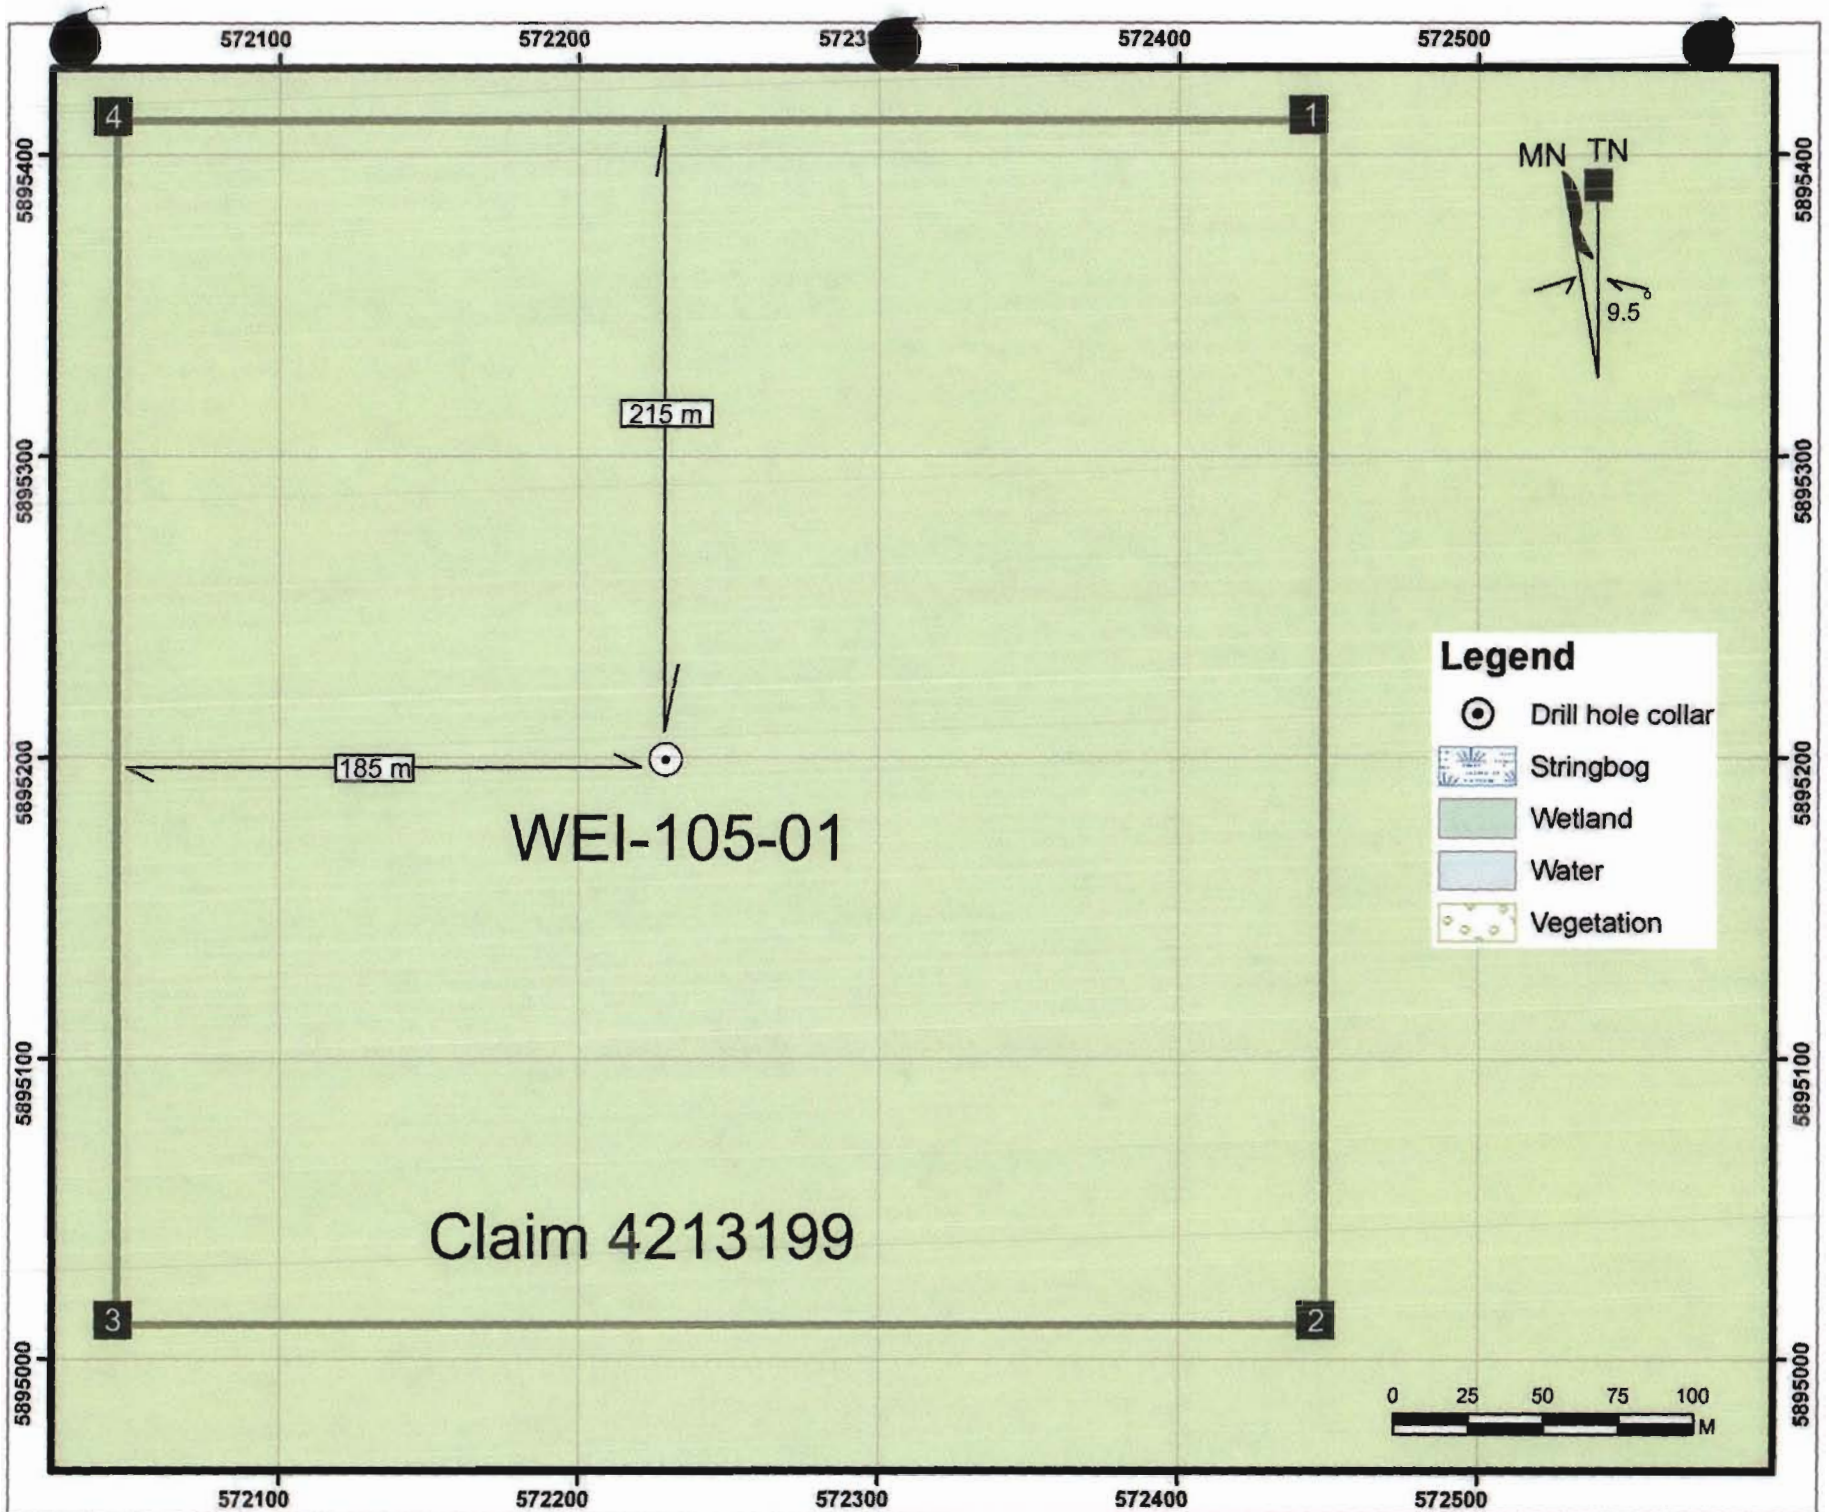 572100 572200 5723 572400 572500
4 1
MN TN
5895400 5895400
9.5°
215 m
5895300 5895300
Legend
Drill hole collar
185 m
5895200 5895200
Stringbog
WEI-105-01
Wetland
Water
Vegetation
5895100 5895100
Claim 4213199
3 2
5895000 5895000
0 25 50 75 100
M
572100 572200 572300 572400 572500